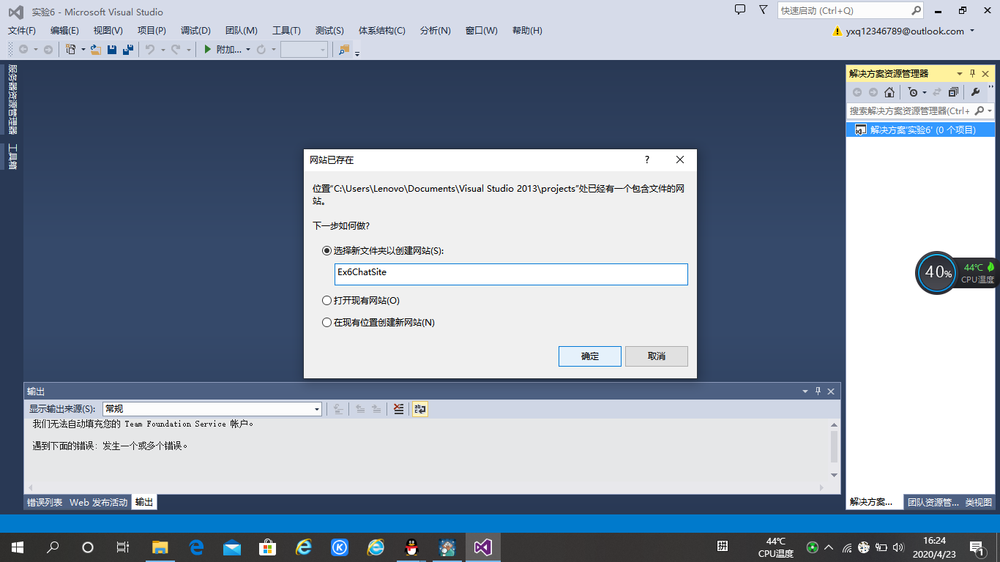 实验6 - Microsoft Visual Studio
快速启动 (Ctrl+Q)
文件(F) 编辑(E) 视图(V) 项目(P) 调试(D) 团队(M) 工具(T) 测试(S) 体系结构(C) 分析(N) 窗口(W) 帮助(H)
yxq12346789@outlook.com
附加...
服务器资源管理器
工具箱
解决方案资源管理器
搜索解决方案资源管理器(Ctrl+
解决方案'实验6' (0 个项目)
网站已存在
?
位置"C:\Users\Lenovo\Documents\Visual Studio 2013\projects"处已经有一个包含文件的网
站。
下一步如何做?
选择新文件夹以创建网站(S):
Ex6ChatSite
打开现有网站(O)
在现有位置创建新网站(N)
确定 取消
40%
44℃
CPU温度
输出
显示输出来源(S): 常规
我们无法自动填充您的 Team Foundation Service 帐户。
遇到下面的错误: 发生一个或多个错误。
错误列表 Web 发布活动 输出
解决方案... 团队资源管... 类视图
拼
44℃
CPU温度
16:24
2020/4/23
1